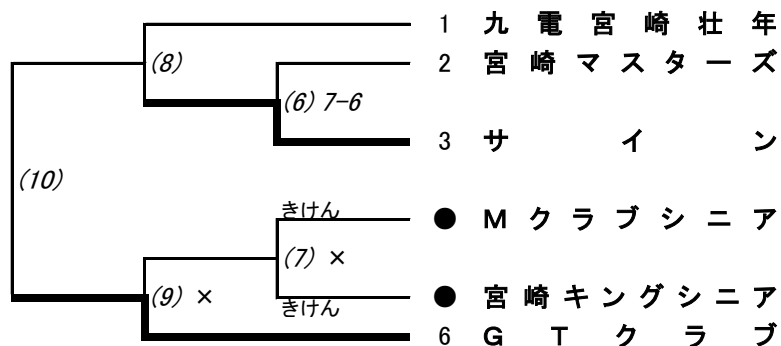 1 九電宮崎壮年
(8)
2 宮崎マスターズ
(6) 7-6
3 サイン
(10)
きけん
● Mクラブシニア
(7) ×
(9) ×
● 宮崎キングシニア
きけん
6 GTクラブ